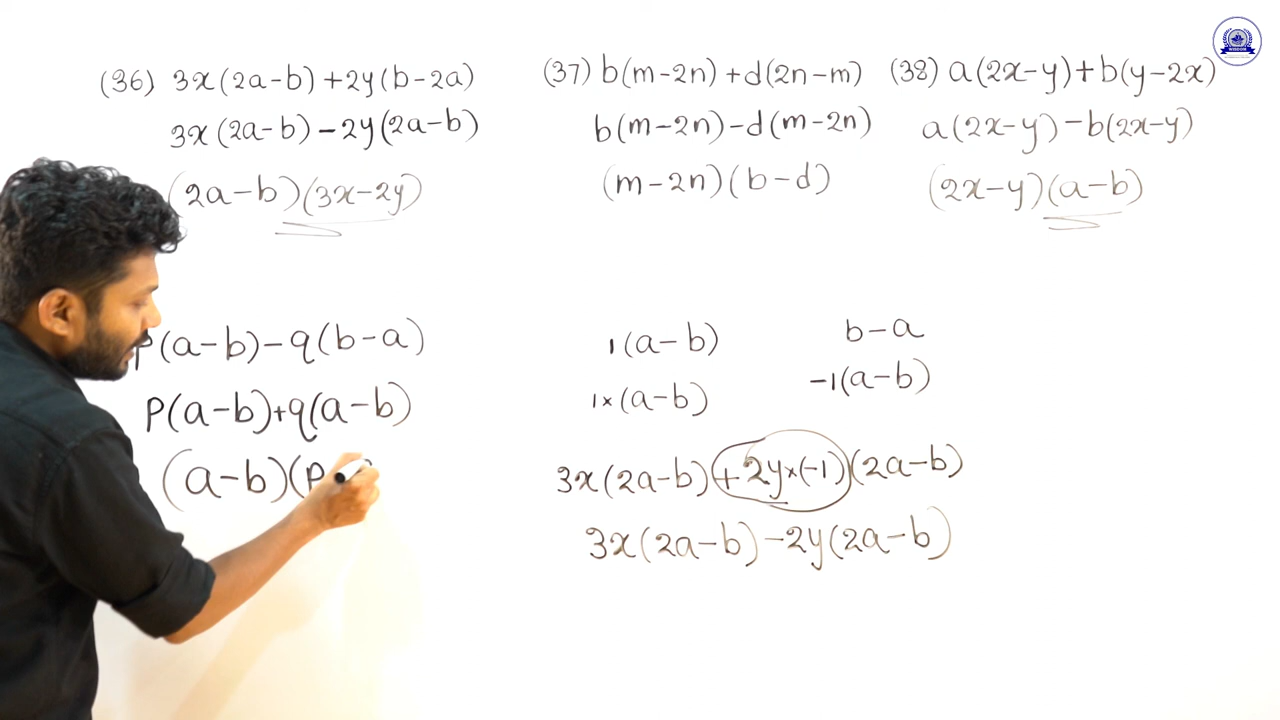 (36) 3x(2a-b)+2y(b-2a)
3x(2a-b)-2y(2a-b)
(2a-b)(3x-2y)
(37) b(m-2n)+d(2n-m)
b(m-2n)-d(m-2n)
(m-2n)(b-d)
(38) a(2x-y)+b(y-2x)
a(2x-y)-b(2x-y)
(2x-y)(a-b)
P(a-b)-q(b-a)
P(a-b)+q(a-b)
(a-b)(P
1(a-b)
1×(a-b)
b-a
-1(a-b)
3x(2a-b)+2y×(-1)(2a-b)
3x(2a-b)-2y(2a-b)
WISDOM